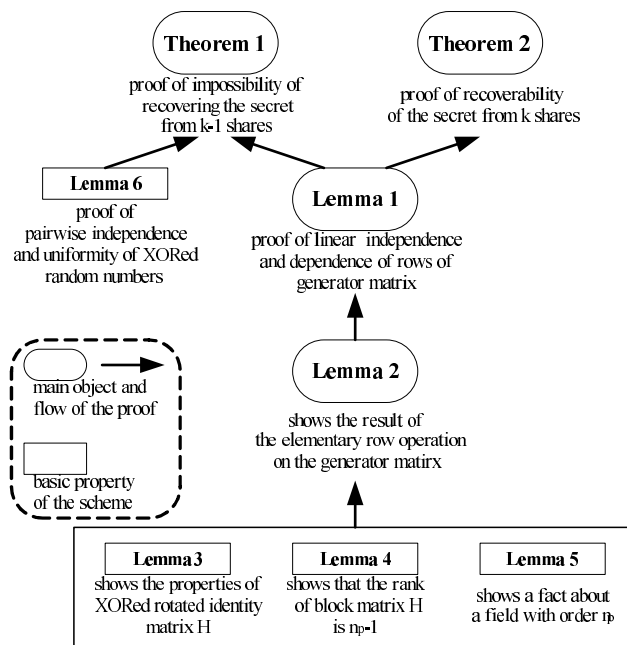 Theorem 1
proof of impossibility of
recovering the secret
from k-1 shares
Theorem 2
proof of recoverability
of the secret from k shares
Lemma 6
proof of
pairwise independence
and uniformity of XORed
random numbers
Lemma 1
proof of linear independence
and dependence of rows of
generator matrix
main object and
flow of the proof
basic property
of the scheme
Lemma 2
shows the result of
the elementary row operation
on the generator matirx
Lemma 3
shows the properties of
XORed rotated identity
matrix H
Lemma 4
shows that the rank
of block matrix H
is np-1
Lemma 5
shows a fact about
a field with order np